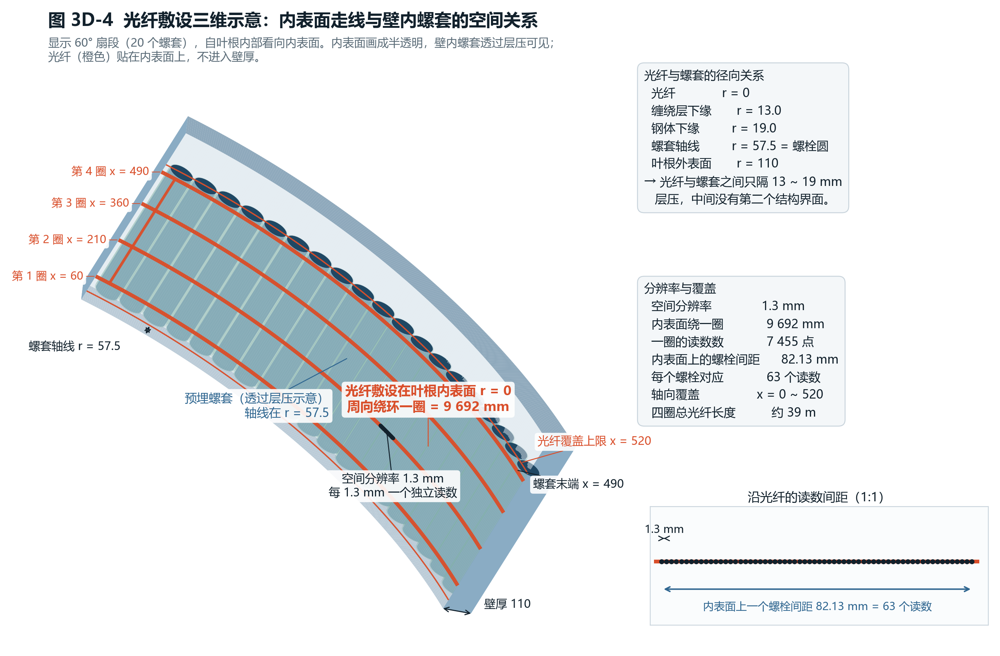 图 3D-4 光纤敷设三维示意：内表面走线与壁内螺套的空间关系
显示 60° 扇段（20 个螺套），自叶根内部看向内表面。内表面画成半透明，壁内螺套透过层压可见；
光纤（橙色）贴在内表面上，不进入壁厚。
光纤与螺套的径向关系
光纤 r = 0
缠绕层下缘 r = 13.0
钢体下缘 r = 19.0
螺套轴线 r = 57.5 = 螺栓圆
叶根外表面 r = 110
→ 光纤与螺套之间只隔 13 ~ 19 mm
层压，中间没有第二个结构界面。
第 4 圈 x = 490
第 3 圈 x = 360
第 2 圈 x = 210
第 1 圈 x = 60
螺套轴线 r = 57.5
预埋螺套（透过层压示意）
轴线在 r = 57.5
光纤敷设在叶根内表面 r = 0
周向绕环一圈 = 9 692 mm
空间分辨率 1.3 mm
每 1.3 mm 一个独立读数
光纤覆盖上限 x = 520
螺套末端 x = 490
壁厚 110
分辨率与覆盖
空间分辨率 1.3 mm
内表面绕一圈 9 692 mm
一圈的读数数 7 455 点
内表面上的螺栓间距 82.13 mm
每个螺栓对应 63 个读数
轴向覆盖 x = 0 ~ 520
四圈总光纤长度 约 39 m
沿光纤的读数间距（1:1）
1.3 mm
内表面上一个螺栓间距 82.13 mm = 63 个读数